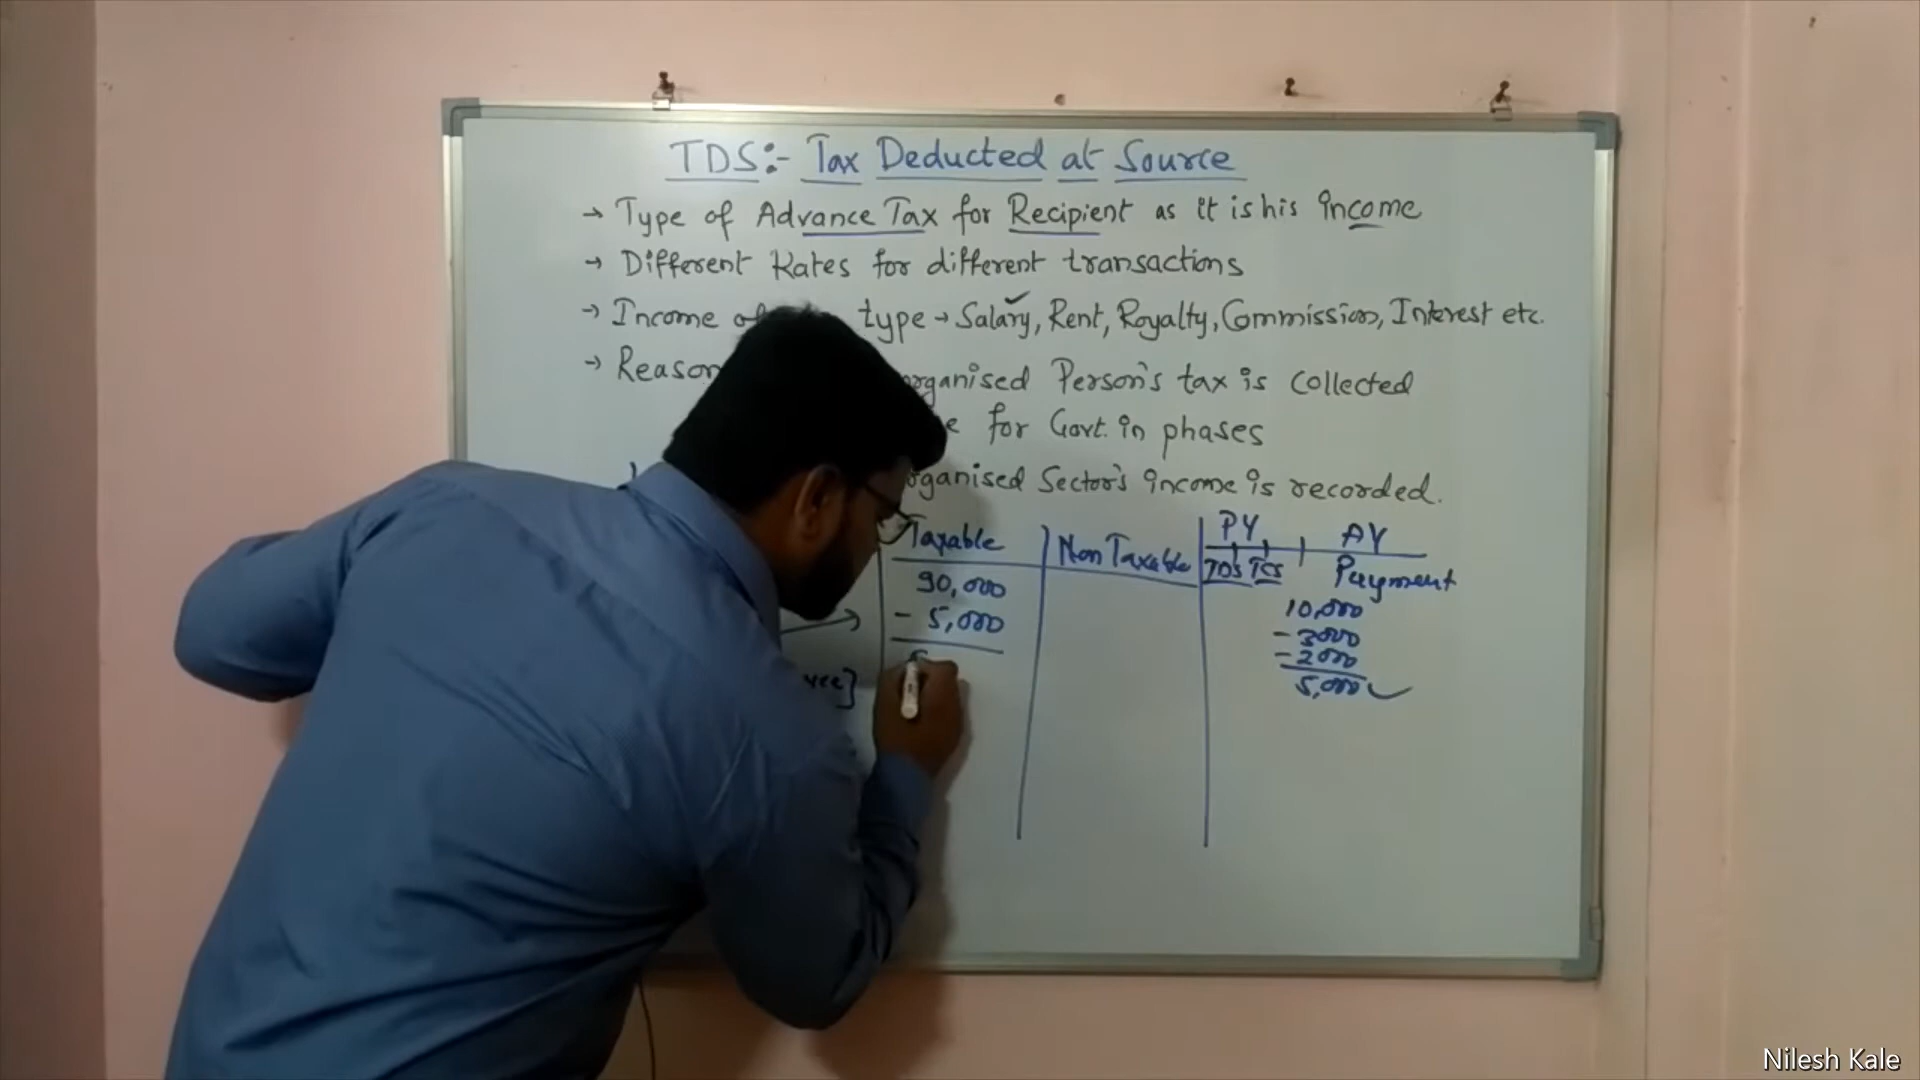 TDS:- Tax Deducted at Source
→ Type of Advance Tax for Recipient as it is his income
→ Different Rates for different transactions
→ Income of type → Salary, Rent, Royalty, Commission, Interest etc.
→ Reason organised Person's tax is collected
for Govt. in phases
organised Sector's income is recorded.
Taxable
Non Taxable
PY
AY
TDS TCS
Payment
90,000
- 5,000
10,000
- 3000
- 2000
5,000
Nilesh Kale